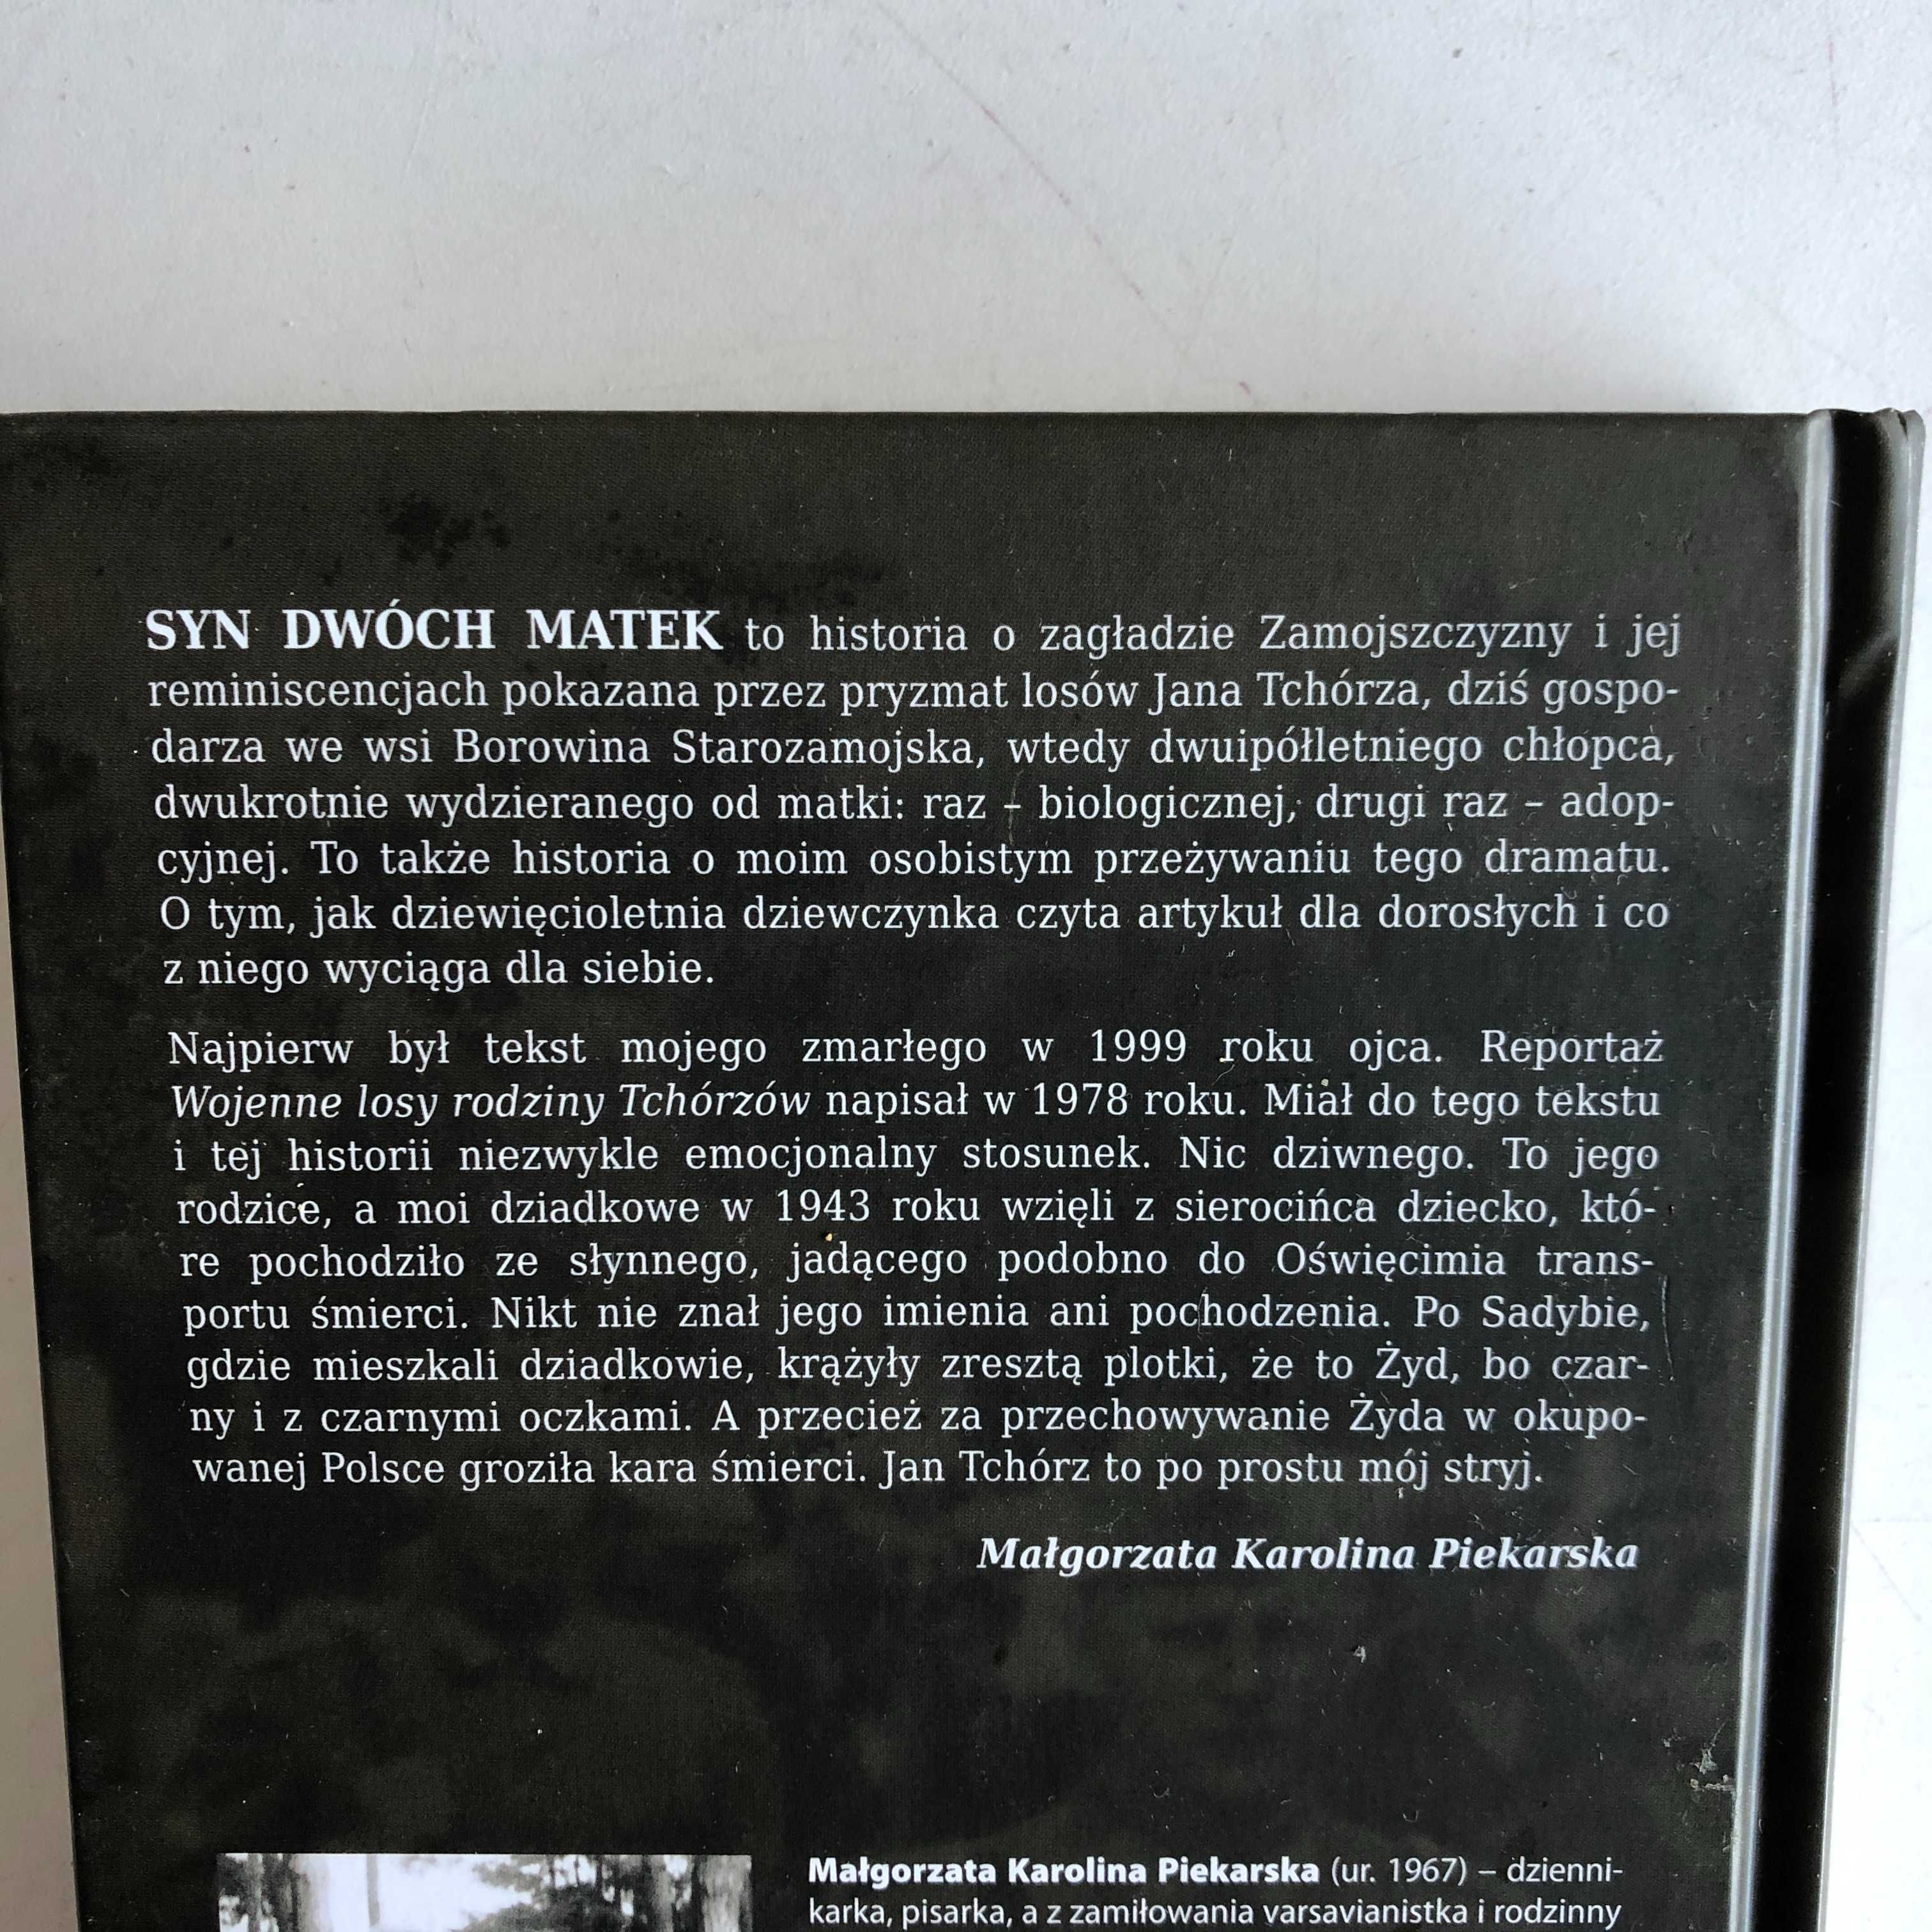 SYN DWÓCH MATEK to historia o zagładzie Zamojszczyzny i jej
reminiscencjach pokazana przez pryzmat losów Jana Tchórza, dziś gospo-
darza we wsi Borowina Starozamojska, wtedy dwuipółletniego chłopca,
dwukrotnie wydzieranego od matki: raz – biologicznej, drugi raz – adop-
cyjnej. To także historia o moim osobistym przeżywaniu tego dramatu.
O tym, jak dziewięcioletnia dziewczynka czyta artykuł dla dorosłych i co
z niego wyciąga dla siebie.
Najpierw był tekst mojego zmarłego w 1999 roku ojca. Reportaż
Wojenne losy rodziny Tchórzów napisał w 1978 roku. Miał do tego tekstu
i tej historii niezwykle emocjonalny stosunek. Nic dziwnego. To jego
rodzice, a moi dziadkowe w 1943 roku wzięli z sierocińca dziecko, któ-
re pochodziło ze słynnego, jadącego podobno do Oświęcimia trans-
portu śmierci. Nikt nie znał jego imienia ani pochodzenia. Po Sadybie,
gdzie mieszkali dziadkowie, krążyły zresztą plotki, że to Żyd, bo czar-
ny i z czarnymi oczkami. A przecież za przechowywanie Żyda w okupo-
wanej Polsce groziła kara śmierci. Jan Tchórz to po prostu mój stryj.
Małgorzata Karolina Piekarska
Małgorzata Karolina Piekarska (ur. 1967) – dzienni-
karka, pisarka, a z zamiłowania varsavianistka i rodzinny